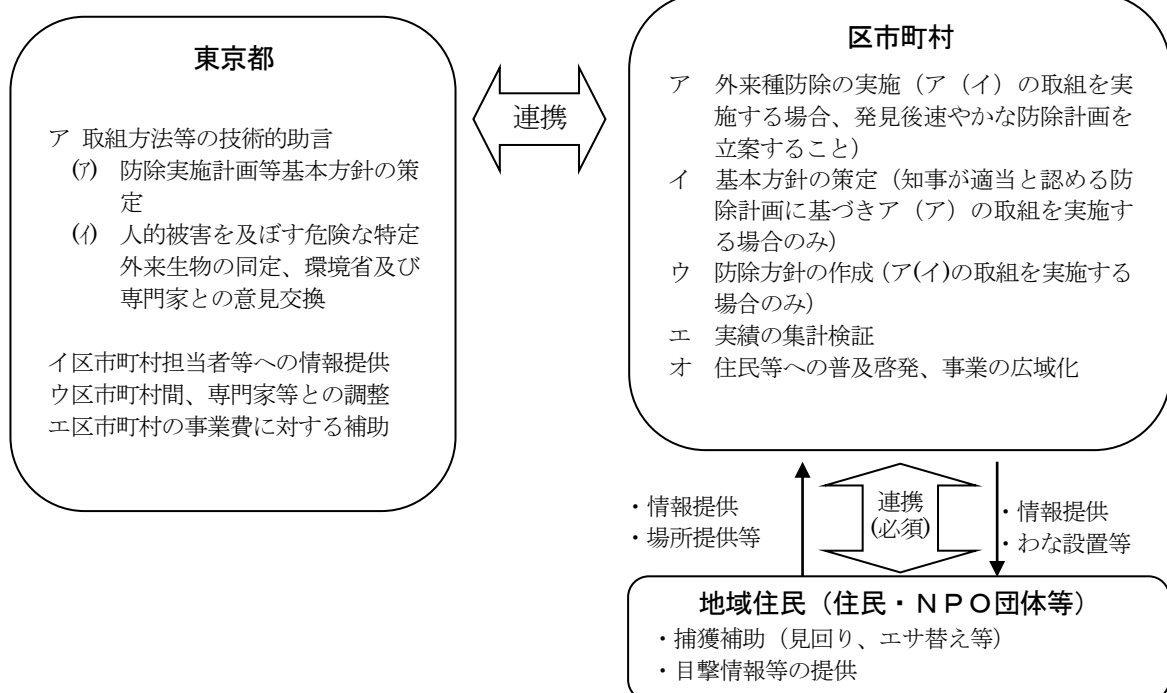 東京都
ア 取組方法等の技術的助言
(ｱ) 防除実施計画等基本方針の策
定
(ｲ) 人的被害を及ぼす危険な特定
外来生物の同定、環境省及び
専門家との意見交換
イ区市町村担当者等への情報提供
ウ区市町村間、専門家等との調整
エ区市町村の事業費に対する補助
連携
区市町村
ア 外来種防除の実施（ア（イ）の取組を実
施する場合、発見後速やかな防除計画を
立案すること）
イ 基本方針の策定（知事が適当と認める防
除計画に基づきア（ア）の取組を実施す
る場合のみ）
ウ 防除方針の作成（ア(イ)の取組を実施する
場合のみ）
エ 実績の集計検証
オ 住民等への普及啓発、事業の広域化
・情報提供
・場所提供等
連携
(必須)
・情報提供
・わな設置等
地域住民（住民・ＮＰＯ団体等）
・捕獲補助（見回り、エサ替え等）
・目撃情報等の提供